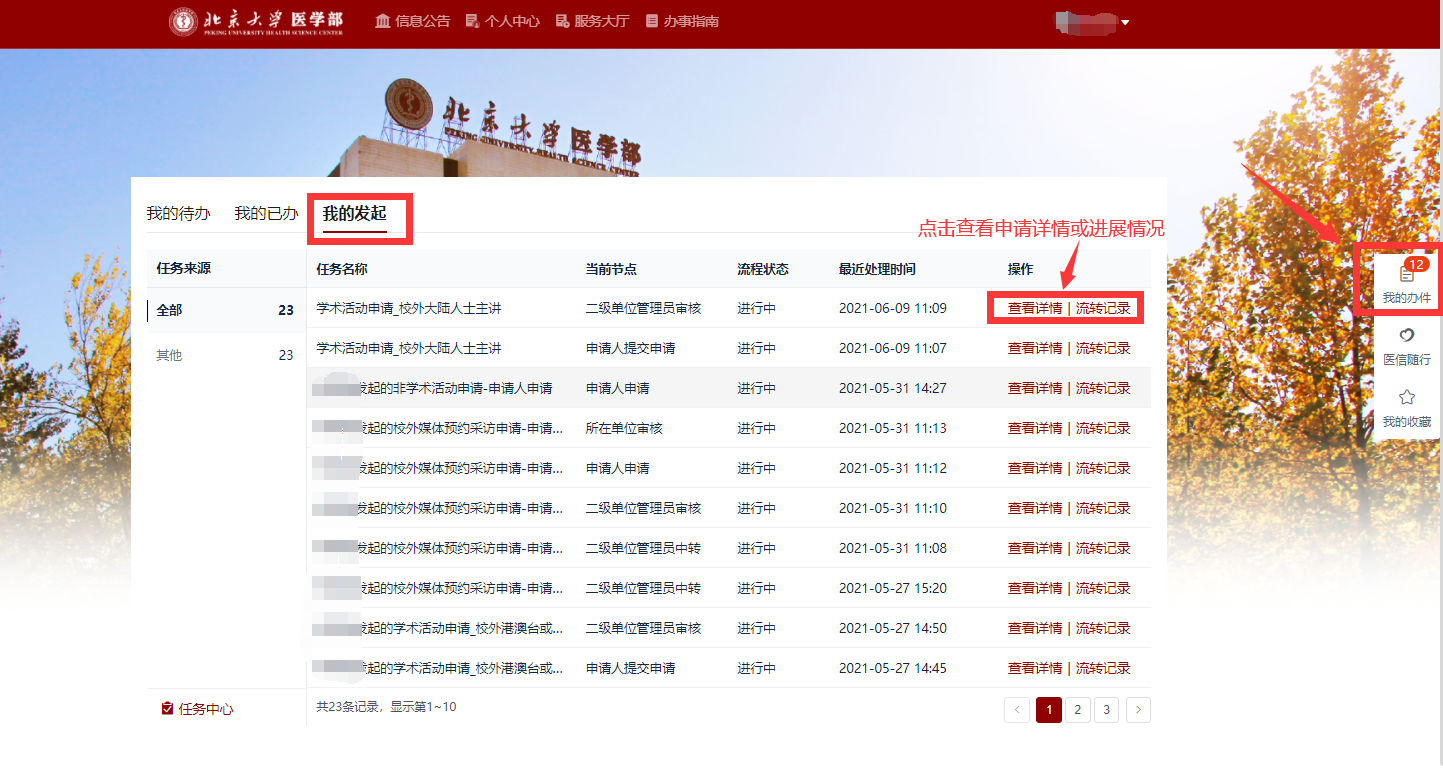 北京大学 医学部 信息公告 个人中心 服务大厅 办事指南
PEKING UNIVERSITY HEALTH SCIENCE CENTER
北京大学医学部
PEKING UNIVERSITY HEALTH SCIENCE CENTER
我的待办 我的已办 我的发起
点击查看申请详情或进展情况
12
我的办件
医信随行
我的收藏
任务来源
全部 23
其他 23
任务中心
任务名称 当前节点 流程状态 最近处理时间 操作
学术活动申请_校外大陆人士主讲 二级单位管理员审核 进行中 2021-06-09 11:09 查看详情 | 流转记录
学术活动申请_校外大陆人士主讲 申请人提交申请 进行中 2021-06-09 11:07 查看详情 | 流转记录
发起的非学术活动申请-申请人申请 申请人申请 进行中 2021-05-31 14:27 查看详情 | 流转记录
发起的校外媒体预约采访申请-申请... 所在单位审核 进行中 2021-05-31 11:13 查看详情 | 流转记录
发起的校外媒体预约采访申请-申请... 申请人申请 进行中 2021-05-31 11:12 查看详情 | 流转记录
发起的校外媒体预约采访申请-申请... 二级单位管理员审核 进行中 2021-05-31 11:10 查看详情 | 流转记录
发起的校外媒体预约采访申请-申请... 二级单位管理员中转 进行中 2021-05-31 11:08 查看详情 | 流转记录
发起的校外媒体预约采访申请-申请... 二级单位管理员中转 进行中 2021-05-27 15:20 查看详情 | 流转记录
发起的学术活动申请_校外港澳台或... 二级单位管理员审核 进行中 2021-05-27 14:50 查看详情 | 流转记录
发起的学术活动申请_校外港澳台或... 申请人提交申请 进行中 2021-05-27 14:45 查看详情 | 流转记录
共23条记录，显示第1~10 < 1 2 3 >